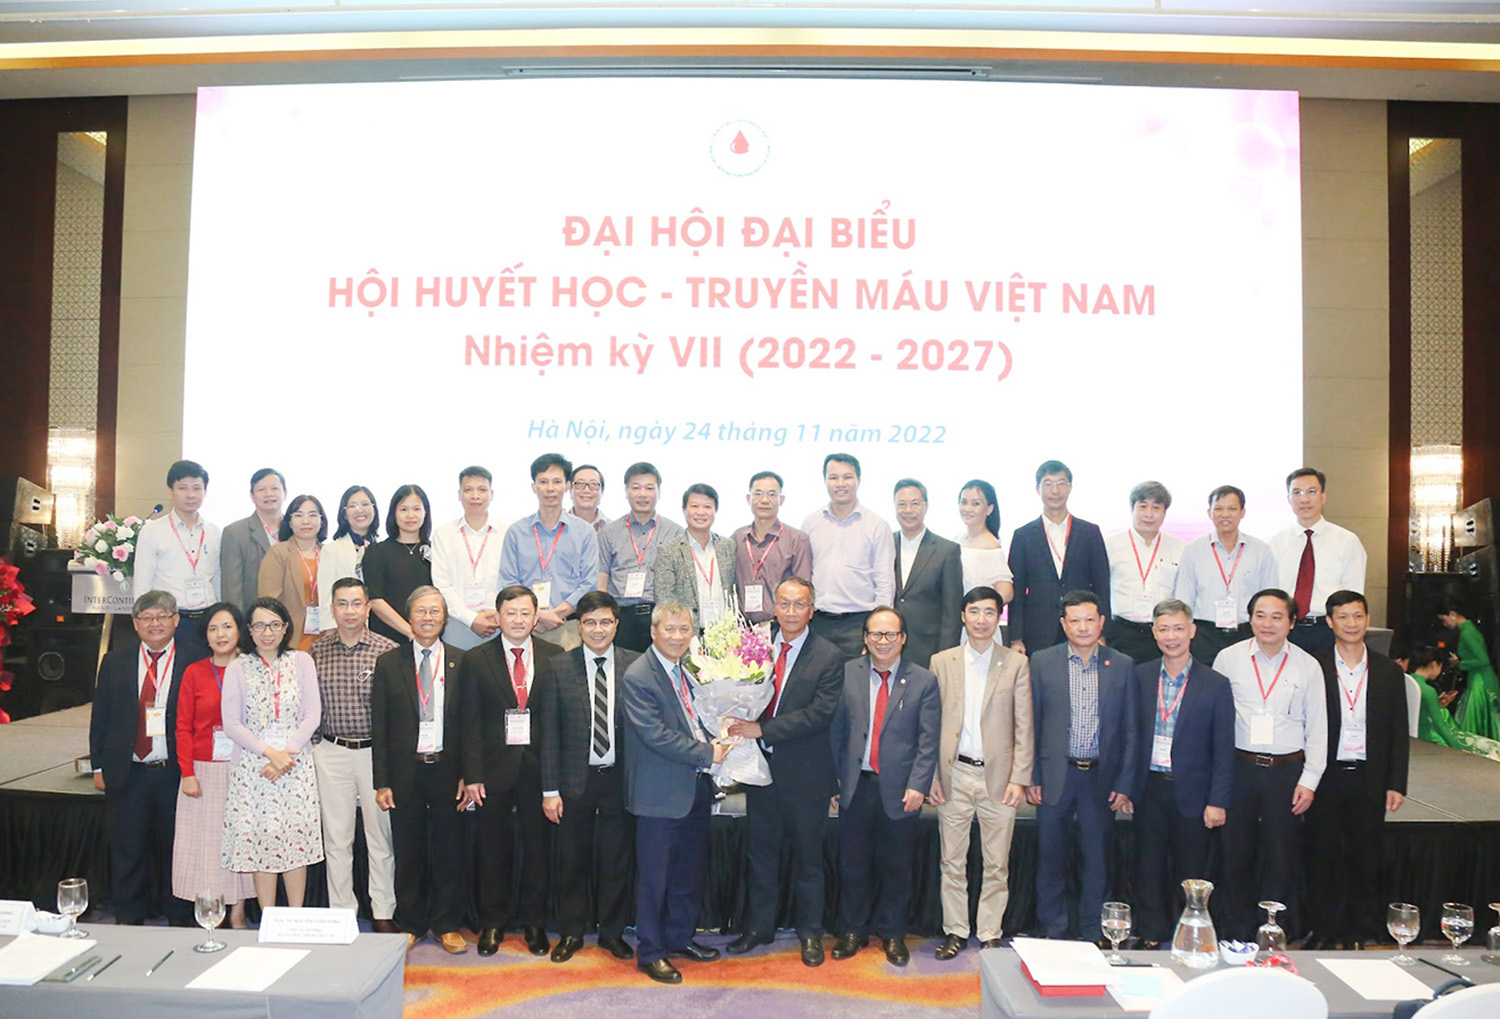 ĐẠI HỘI ĐẠI BIỂU
HỘI HUYẾT HỌC - TRUYỀN MÁU VIỆT NAM
Nhiệm kỳ VII (2022 - 2027)
Hà Nội, ngày 24 tháng 11 năm 2022